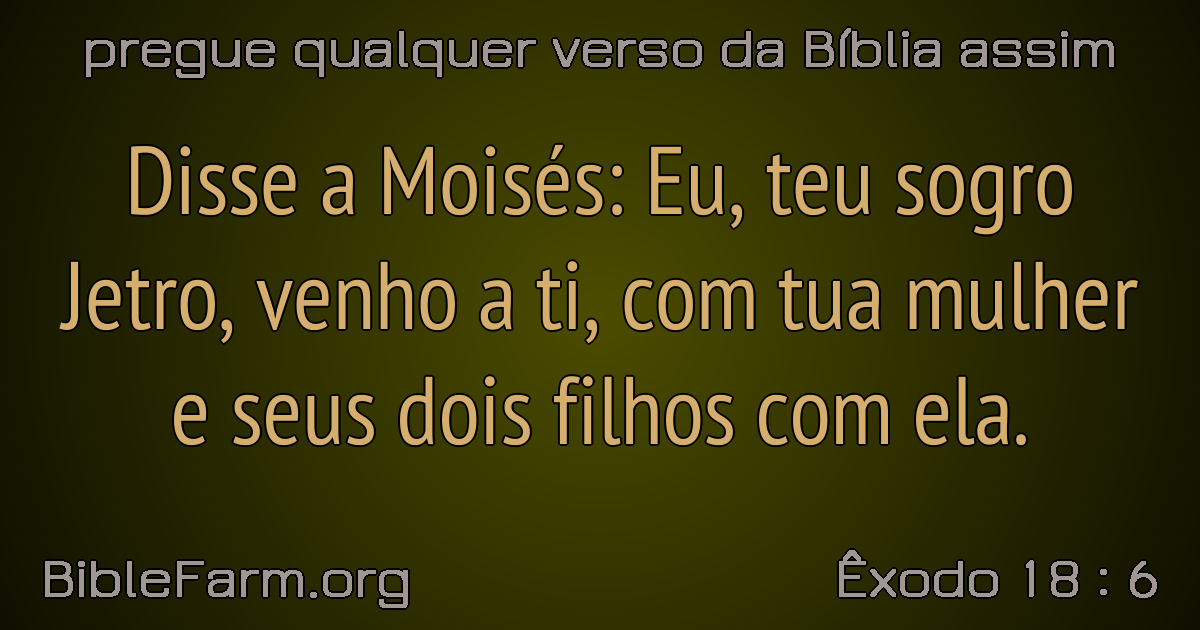 pregue qualquer verso da Bíblia assim
Disse a Moisés: Eu, teu sogro
Jetro, venho a ti, com tua mulher
e seus dois filhos com ela.
BibleFarm.org
Êxodo 18 : 6